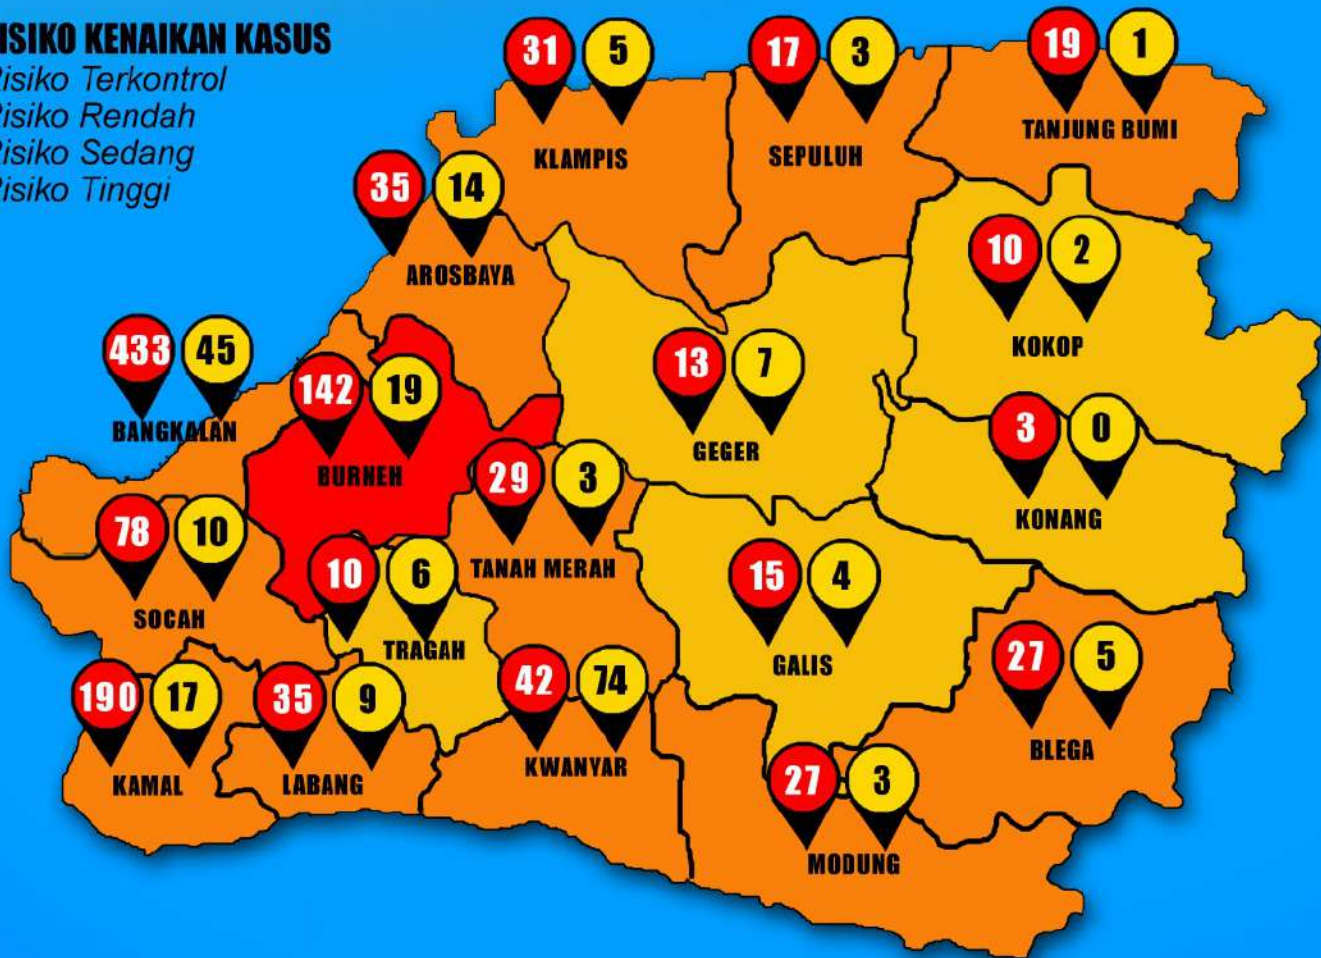 ISIKO KENAIKAN KASUS
isiko Terkontrol
isiko Rendah
isiko Sedang
isiko Tinggi
31 5
KLAMPIS
17 3
SEPULUH
19 1
TANJUNG BUMI
35 14
AROSBAYA
10 2
KOKOP
433 45
BANGKALAN
142 19
BURNEH
13 7
GEGER
3 0
KONANG
29 3
TANAH MERAH
78 10
SOCAH
10 6
TRAGAH
15 4
GALIS
27 5
BLEGA
190 17
KAMAL
35 9
LABANG
42 74
KWANYAR
27 3
MODUNG